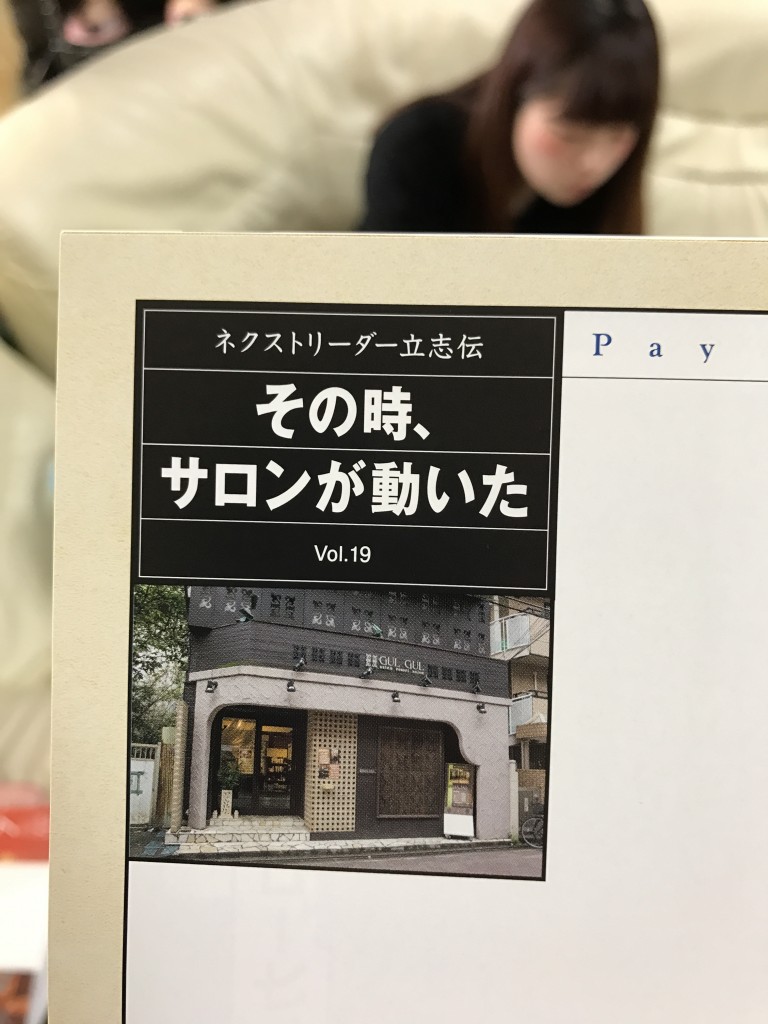 ネクストリーダー立志伝
その時、
サロンが動いた
Vol.19
Pay
GUL GUL